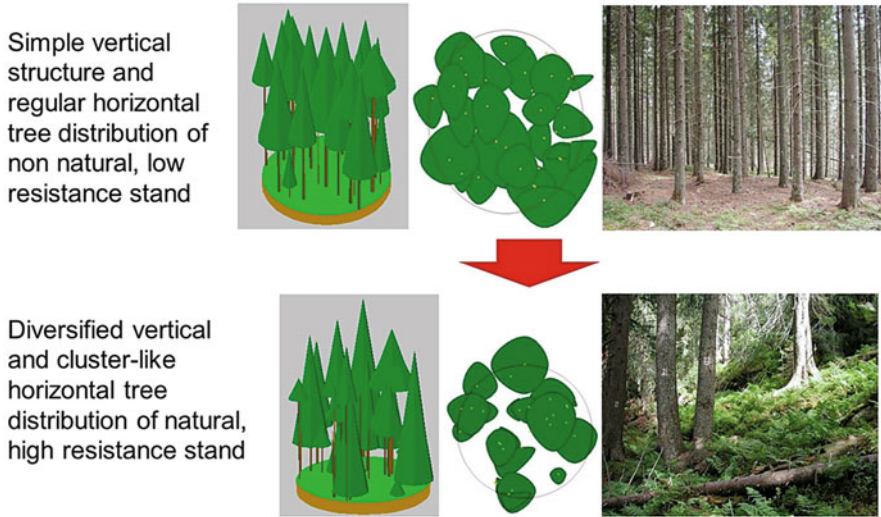 Simple vertical
structure and
regular horizontal
tree distribution of
non natural, low
resistance stand
Diversified vertical
and cluster-like
horizontal tree
distribution of natural,
high resistance stand